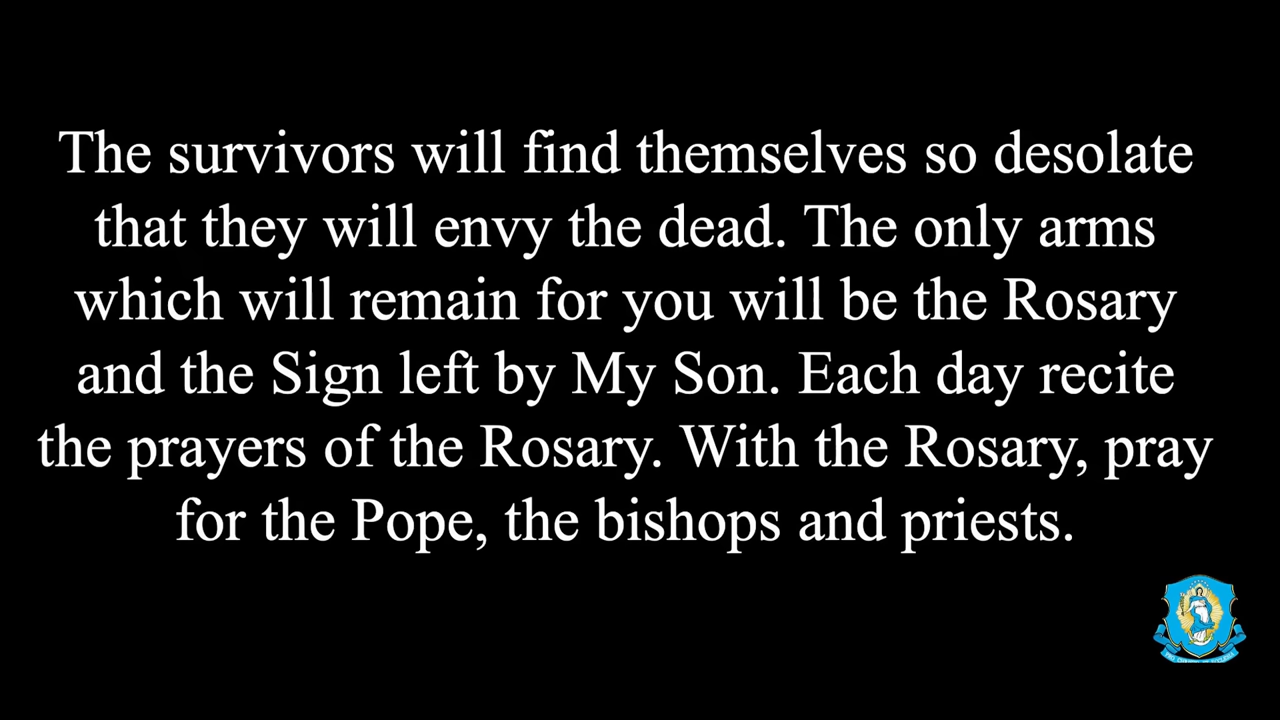 The survivors will find themselves so desolate
that they will envy the dead. The only arms
which will remain for you will be the Rosary
and the Sign left by My Son. Each day recite
the prayers of the Rosary. With the Rosary, pray
for the Pope, the bishops and priests.